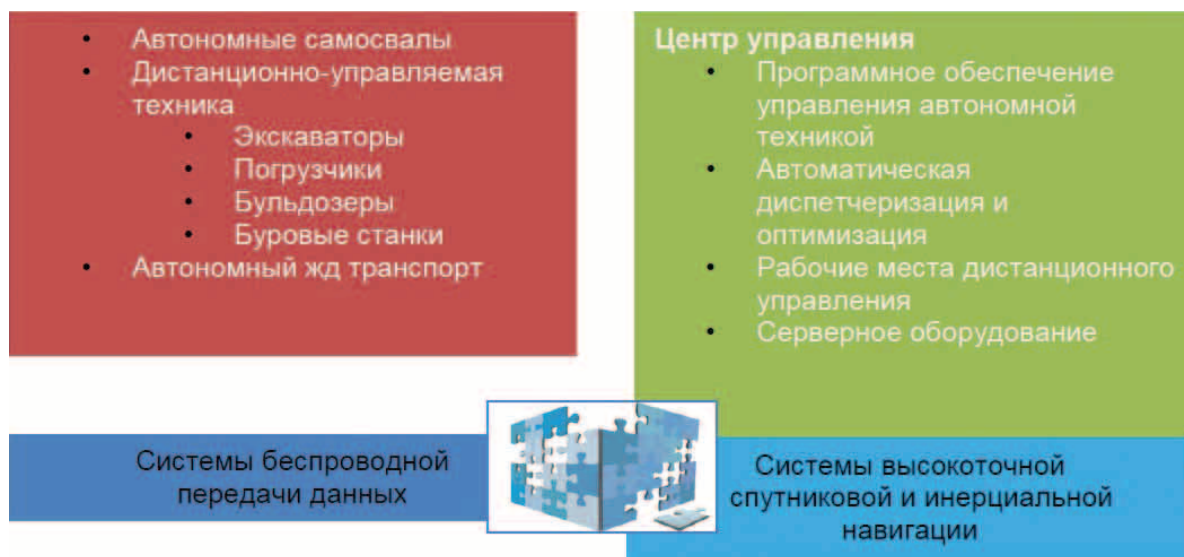 • Автономные самосвалы
• Дистанционно-управляемая
техника
• Экскаваторы
• Погрузчики
• Бульдозеры
• Буровые станки
• Автономный жд транспорт
Центр управления
• Программное обеспечение
управления автономной
техникой
• Автоматическая
диспетчеризация и
оптимизация
• Рабочие места дистанционного
управления
• Серверное оборудование
Системы беспроводной
передачи данных
Системы высокоточной
спутниковой и инерциальной
навигации